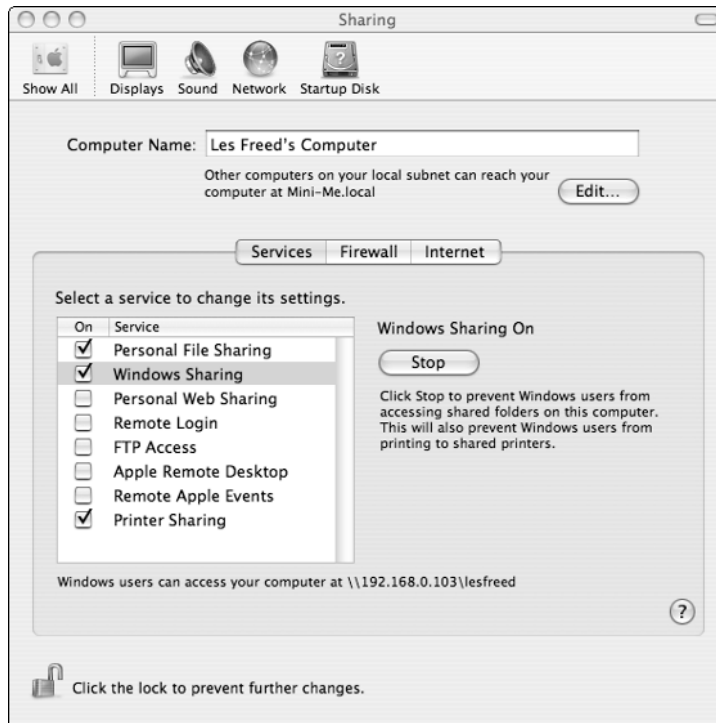 Sharing
Show All
Displays
Sound
Network
Startup Disk
Computer Name: Les Freed's Computer
Other computers on your local subnet can reach your
computer at Mini-Me.local
Edit...
Services
Firewall
Internet
Select a service to change its settings.
On Service
Personal File Sharing
Windows Sharing
Personal Web Sharing
Remote Login
FTP Access
Apple Remote Desktop
Remote Apple Events
Printer Sharing
Windows Sharing On
Stop
Click Stop to prevent Windows users from
accessing shared folders on this computer.
This will also prevent Windows users from
printing to shared printers.
Windows users can access your computer at \\192.168.0.103\lesfreed
?
Click the lock to prevent further changes.